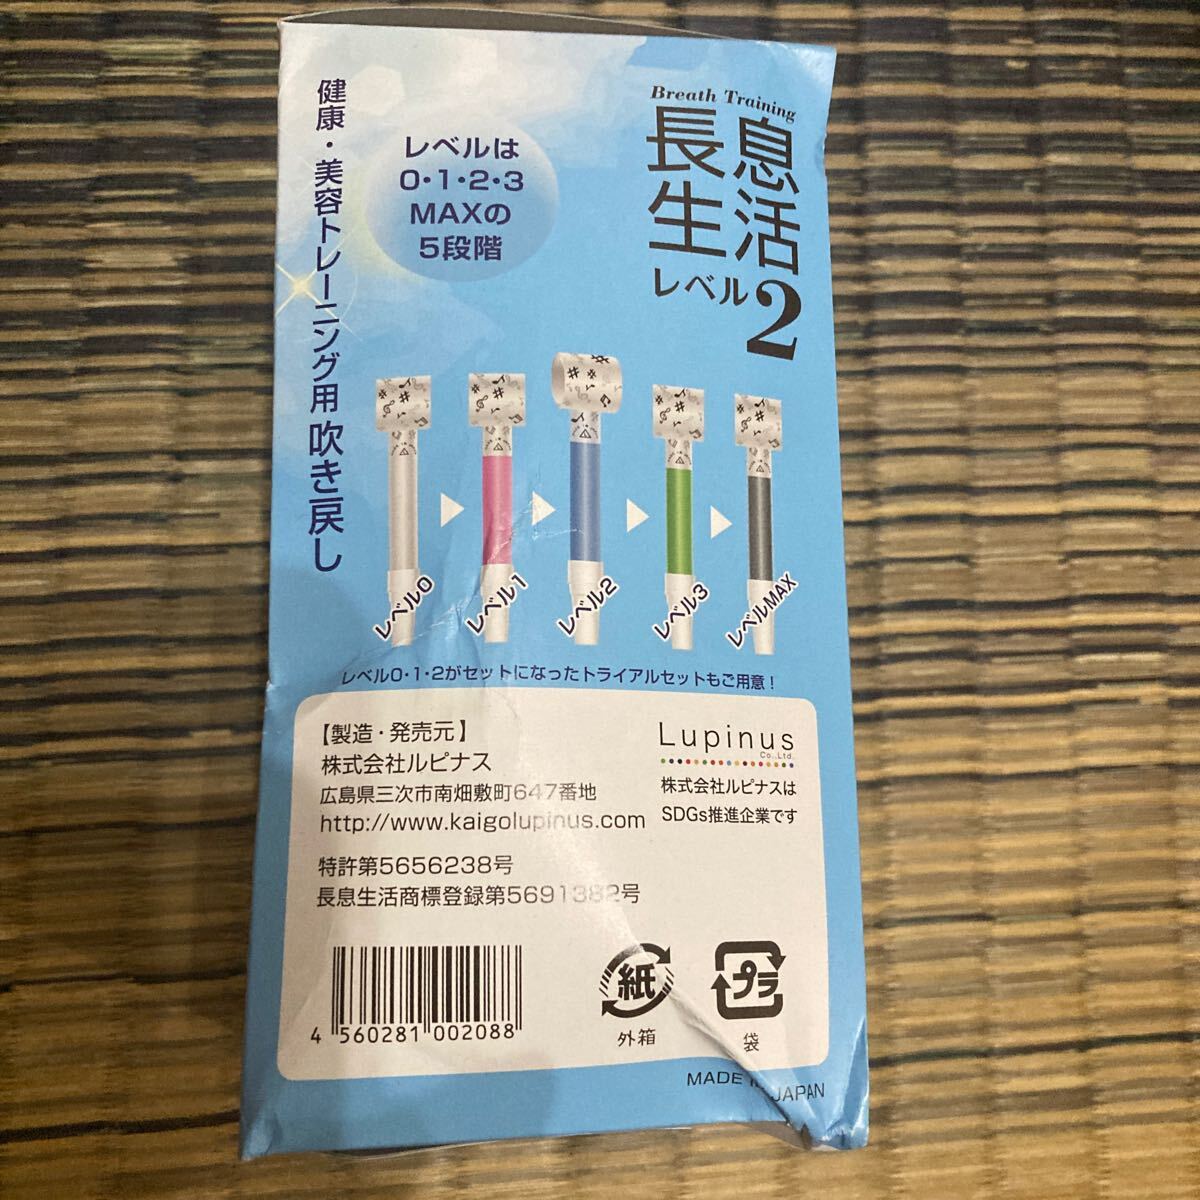 Breath Training
長息生活
レベル2
レベルは
0・1・2・3
MAXの
5段階
健康・美容トレーニング用 吹き戻し
レベル0
レベル1
レベル2
レベル3
レベルMAX
レベル0・1・2がセットになったトライアルセットもご用意！
【製造・発売元】
株式会社ルピナス
広島県三次市南畑敷町647番地
http://www.kaigolupinus.com
特許第5656238号
長息生活商標登録第5691382号
Lupinus
Co.,Ltd.
株式会社ルピナスは
SDGs推進企業です
4 560281 002088
紙
外箱
プラ
袋
MADE IN JAPAN